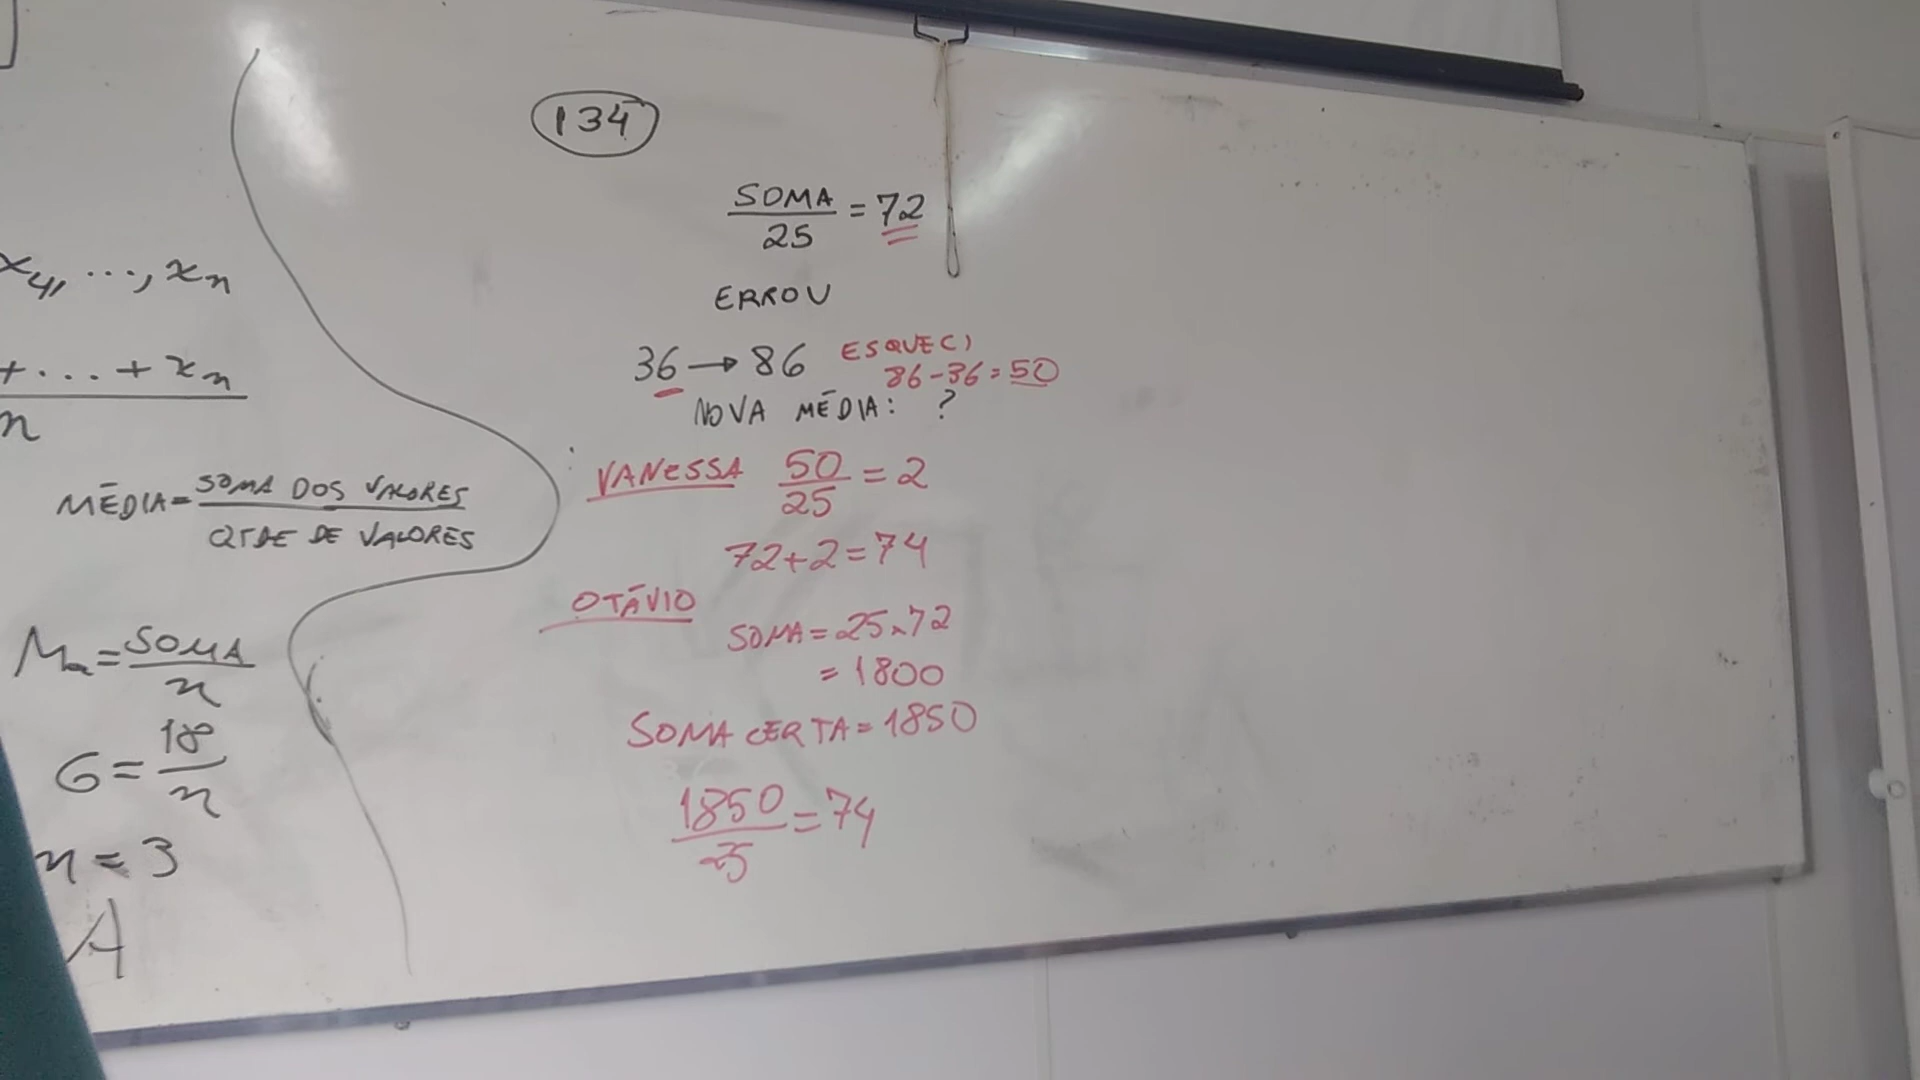 x₄, ..., xₙ
+ ... + xₙ
n
MÉDIA = SOMA DOS VALORES
QTDE DE VALORES
Mₐ = SOMA
n
6 = 18
n
n = 3
A
134
SOMA
25
= 72
ERROU
36 → 86 ESQUECI
86 - 36 = 50
NOVA MÉDIA: ?
VANESSA 50
25
= 2
72 + 2 = 74
OTÁVIO
SOMA = 25 x 72
= 1800
SOMA CERTA = 1850
1850
25
= 74